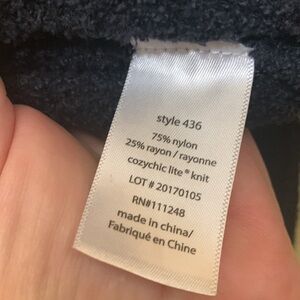 style 436
75% nylon
25% rayon / rayonne
cozychic lite® knit
LOT # 20170105
RN#111248
made in china/
Fabriqué en Chine